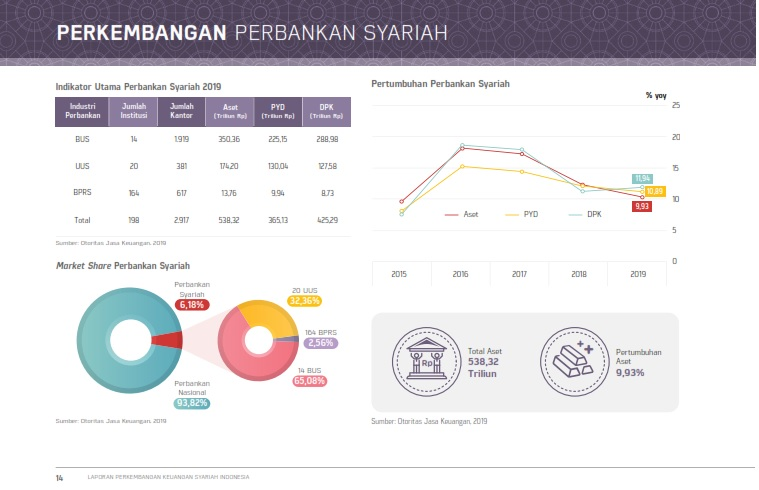 PERKEMBANGAN PERBANKAN SYARIAH
Indikator Utama Perbankan Syariah 2019
Industri Perbankan Jumlah Institusi Jumlah Kantor Aset (Triliun Rp) PYD (Triliun Rp) DPK (Triliun Rp)
BUS 14 1.919 350,36 225,15 288,98
UUS 20 381 174,20 130,04 127,58
BPRS 164 617 13,76 9,94 8,73
Total 198 2.917 538,32 365,13 425,29
Sumber: Otoritas Jasa Keuangan, 2019
Market Share Perbankan Syariah
Perbankan
Syariah
6,18%
Perbankan
Nasional
93,82%
20 UUS
32,36%
164 BPRS
2,56%
14 BUS
65,08%
Sumber: Otoritas Jasa Keuangan, 2019
Pertumbuhan Perbankan Syariah
% yoy
25
20
15
10
5
0
11,94
10,89
9,93
Aset PYD DPK
2015 2016 2017 2018 2019
Rp
Total Aset
538,32
Triliun
Pertumbuhan
Aset
9,93%
Sumber: Otoritas Jasa Keuangan, 2019
14 LAPORAN PERKEMBANGAN KEUANGAN SYARIAH INDONESIA